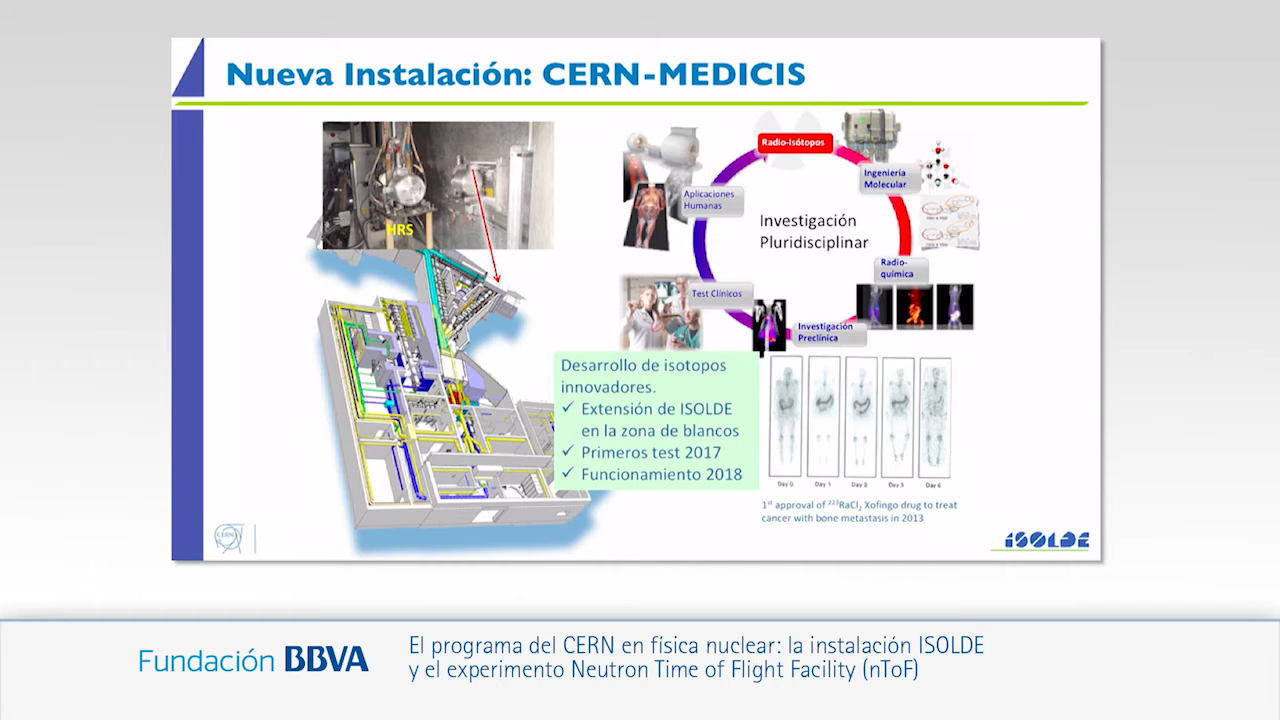 Nueva Instalación: CERN-MEDICIS
HRS
Radio-isótopos
Ingeniería
Molecular
Aplicaciones
Humanas
Investigación
Pluridisciplinar
Radio-
química
Test Clínicos
Investigación
Preclínica
Desarrollo de isotopos
innovadores.
✓ Extensión de ISOLDE
en la zona de blancos
✓ Primeros test 2017
✓ Funcionamiento 2018
Day 0 Day 1 Day 2 Day 3 Day 6
1st approval of 223RaCl2 Xofingo drug to treat
cancer with bone metastasis in 2013
CERN
ISOLDE
Fundación BBVA
El programa del CERN en física nuclear: la instalación ISOLDE
y el experimento Neutron Time of Flight Facility (nToF)